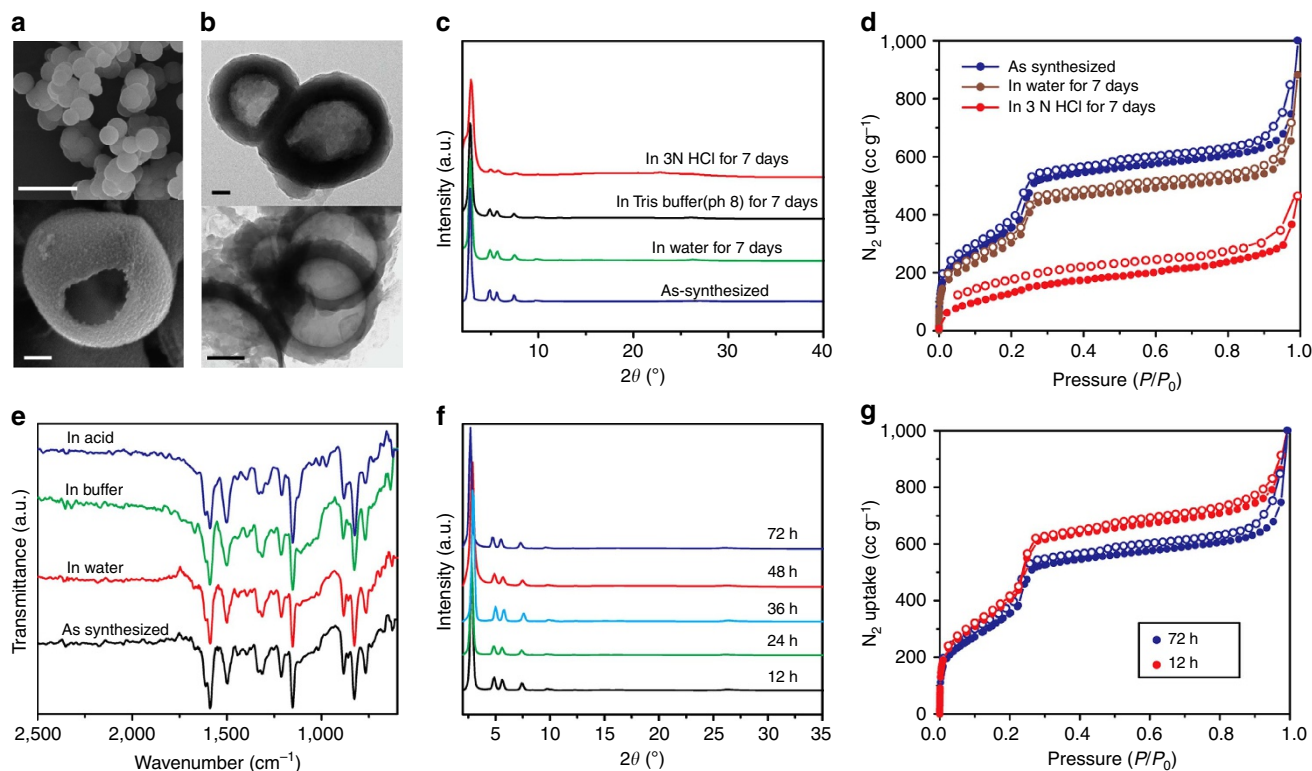 a
b
c
Intensity (a.u.)
In 3N HCl for 7 days
In Tris buffer(ph 8) for 7 days
In water for 7 days
As-synthesized
10
20
30
40
2θ (°)
d
N₂ uptake (cc g⁻¹)
1,000
800
600
400
200
0
As synthesized
In water for 7 days
In 3 N HCl for 7 days
0.0
0.2
0.4
0.6
0.8
1.0
Pressure (P/P₀)
e
Transmittance (a.u.)
In acid
In buffer
In water
As synthesized
2,500
2,000
1,500
1,000
Wavenumber (cm⁻¹)
f
Intensity (a.u.)
72 h
48 h
36 h
24 h
12 h
5
10
15
20
25
30
35
2θ (°)
g
N₂ uptake (cc g⁻¹)
1,000
800
600
400
200
0
72 h
12 h
0.0
0.2
0.4
0.6
0.8
1.0
Pressure (P/P₀)